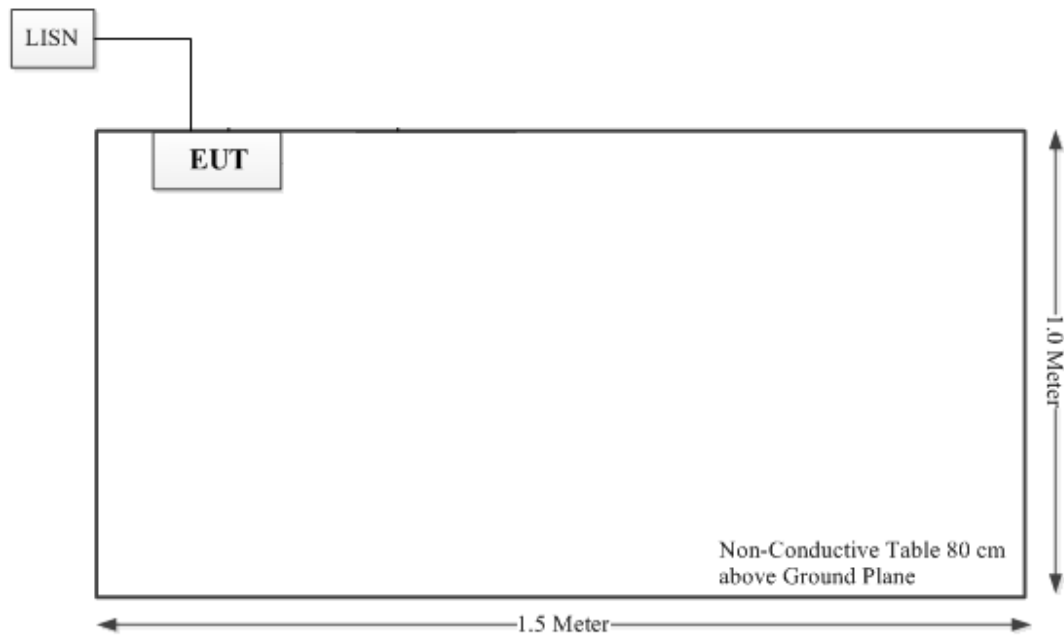 LISN
EUT
1.0 Meter
Non-Conductive Table 80 cm
above Ground Plane
1.5 Meter